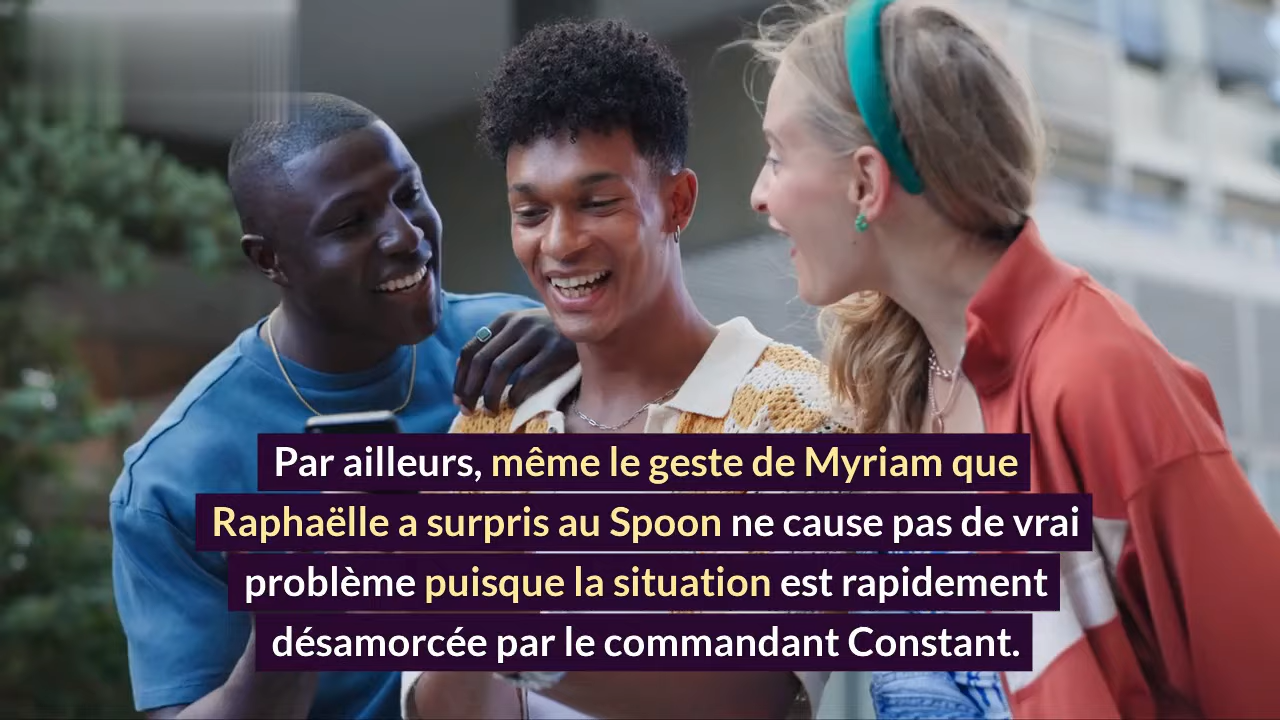 Par ailleurs, même le geste de Myriam que
Raphaëlle a surpris au Spoon ne cause pas de vrai
problème puisque la situation est rapidement
désamorcée par le commandant Constant.